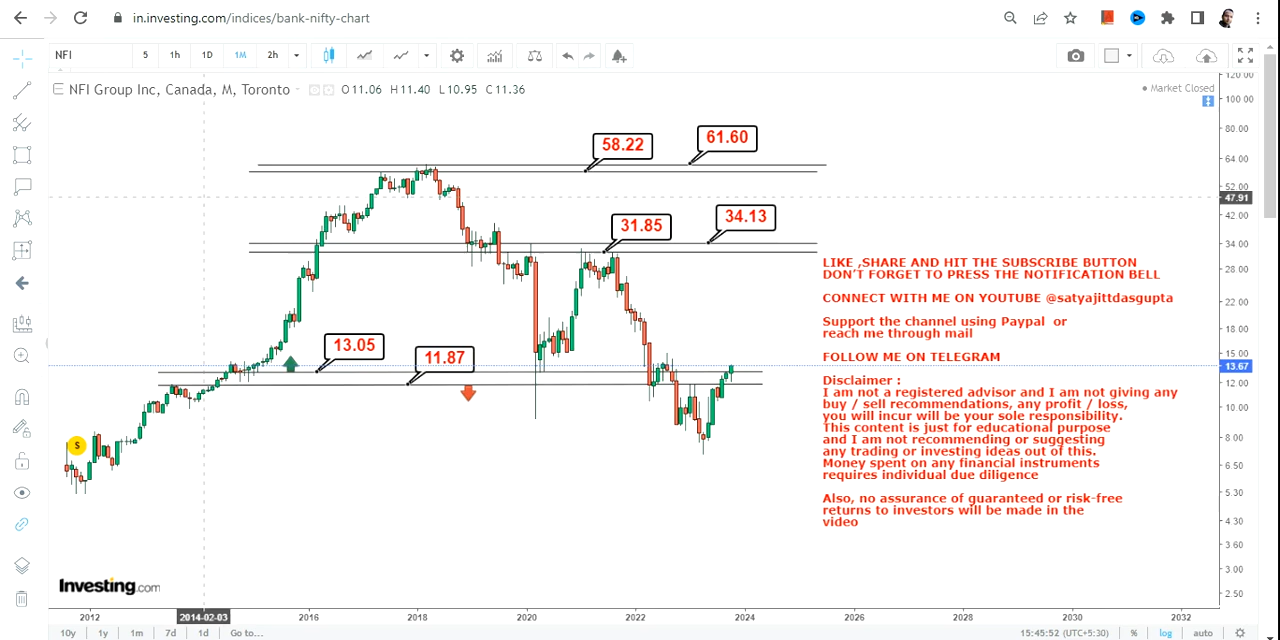 in.investing.com/indices/bank-nifty-chart
NFI 5 1h 1D 1M 2h
NFI Group Inc, Canada, M, Toronto O11.06 H11.40 L10.95 C11.36
Market Closed
120.00
100.00
80.00
64.00
52.00
47.91
42.00
34.00
28.00
22.00
18.00
15.00
13.67
12.00
10.00
8.00
6.50
5.30
4.30
3.60
3.00
2.50
58.22
61.60
31.85
34.13
13.05
11.87
S
LIKE ,SHARE AND HIT THE SUBSCRIBE BUTTON
DON'T FORGET TO PRESS THE NOTIFICATION BELL
CONNECT WITH ME ON YOUTUBE @satyajittdasgupta
Support the channel using Paypal or
reach me through mail
FOLLOW ME ON TELEGRAM
Disclaimer :
I am not a registered advisor and I am not giving any
buy / sell recommendations, any profit / loss,
you will incur will be your sole responsibility.
This content is just for educational purpose
and I am not recommending or suggesting
any trading or investing ideas out of this.
Money spent on any financial instruments
requires individual due diligence
Also, no assurance of guaranteed or risk-free
returns to investors will be made in the
video
Investing.com
2012 2014-02-03 2016 2018 2020 2022 2024 2026 2028 2030 2032
10y 1y 1m 7d 1d Go to... 15:45:52 (UTC+5:30) % log auto